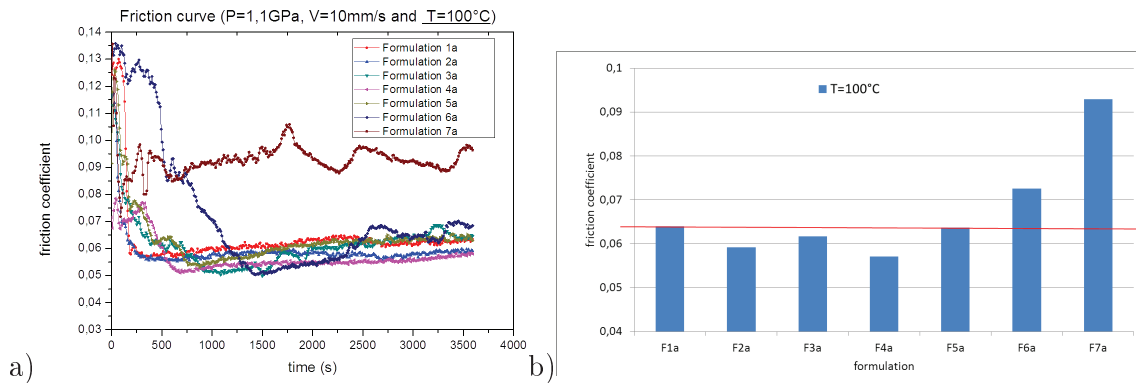 Friction curve (P=1,1GPa, V=10mm/s and T=100°C)
0,14
0,13
0,12
0,11
0,10
0,09
0,08
0,07
0,06
0,05
0,04
0,03
friction coefficient
Formulation 1a
Formulation 2a
Formulation 3a
Formulation 4a
Formulation 5a
Formulation 6a
Formulation 7a
0 500 1000 1500 2000 2500 3000 3500 4000
time (s)
a)
0,1
0,09
0,08
0,07
0,06
0,05
0,04
friction coefficient
T=100°C
F1a F2a F3a F4a F5a F6a F7a
formulation
b)